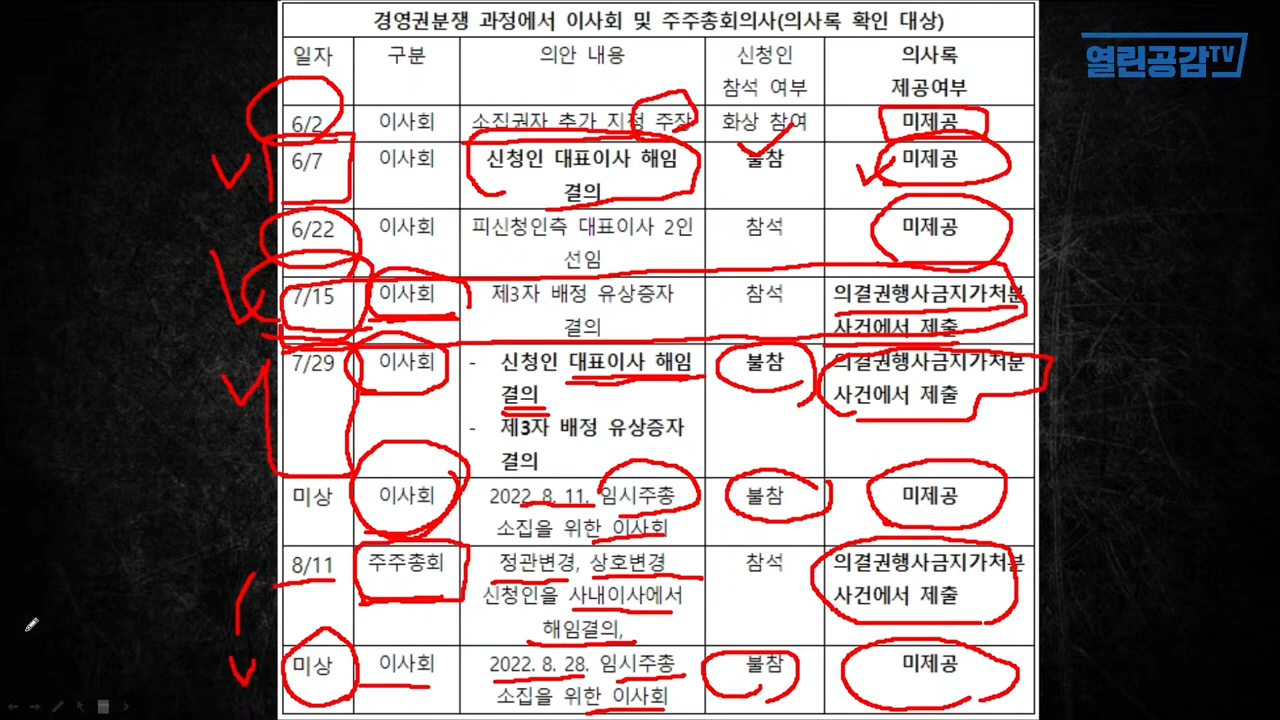 경영권분쟁 과정에서 이사회 및 주주총회의사(의사록 확인 대상)
열린공감TV
일자 구분 의안 내용 신청인 참석 여부 의사록 제공여부
6/2 이사회 소집권자 추가 지정 주장 화상 참여 미제공
6/7 이사회 신청인 대표이사 해임 불참 미제공
결의
6/22 이사회 피신청인측 대표이사 2인 참석 미제공
선임
7/15 이사회 제3자 배정 유상증자 참석 의결권행사금지가처분
결의 사건에서 제출
7/29 이사회 - 신청인 대표이사 해임 불참 의결권행사금지가처분
결의 사건에서 제출
- 제3자 배정 유상증자
결의
미상 이사회 2022. 8. 11. 임시주총 불참 미제공
소집을 위한 이사회
8/11 주주총회 정관변경, 상호변경 참석 의결권행사금지가처분
신청인을 사내이사에서 사건에서 제출
해임결의,
미상 이사회 2022. 8. 28. 임시주총 불참 미제공
소집을 위한 이사회